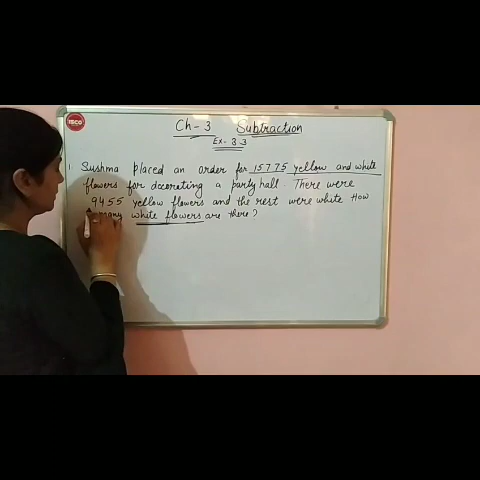 ISCO
Ch-3 Subtraction
Ex-3.3
1. Sushma placed an order for 15775 yellow and white
flowers for decorating a party hall. There were
9455 yellow flowers and the rest were white How
many white flowers are there?